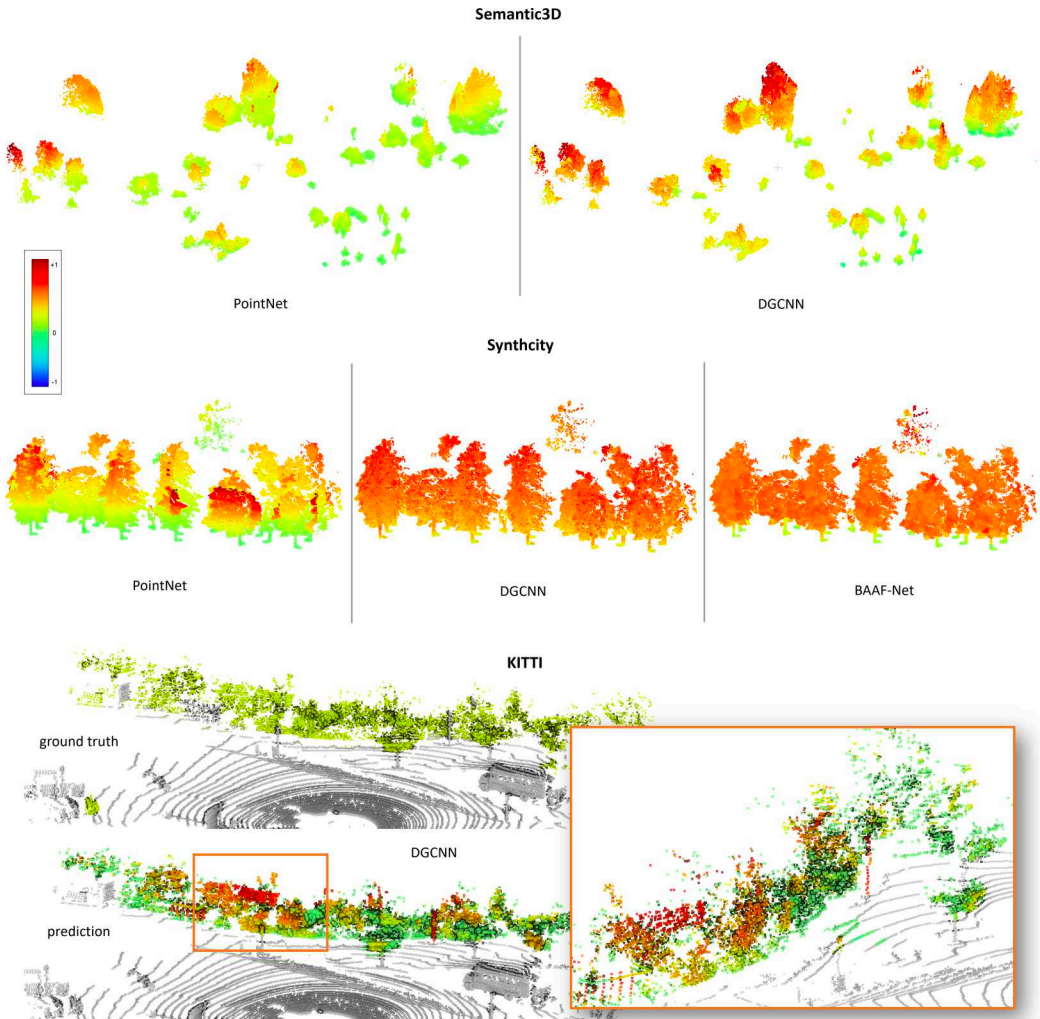 Semantic3D
PointNet
DGCNN
+1
0
-1
Synthcity
PointNet
DGCNN
BAAF-Net
KITTI
ground truth
DGCNN
prediction